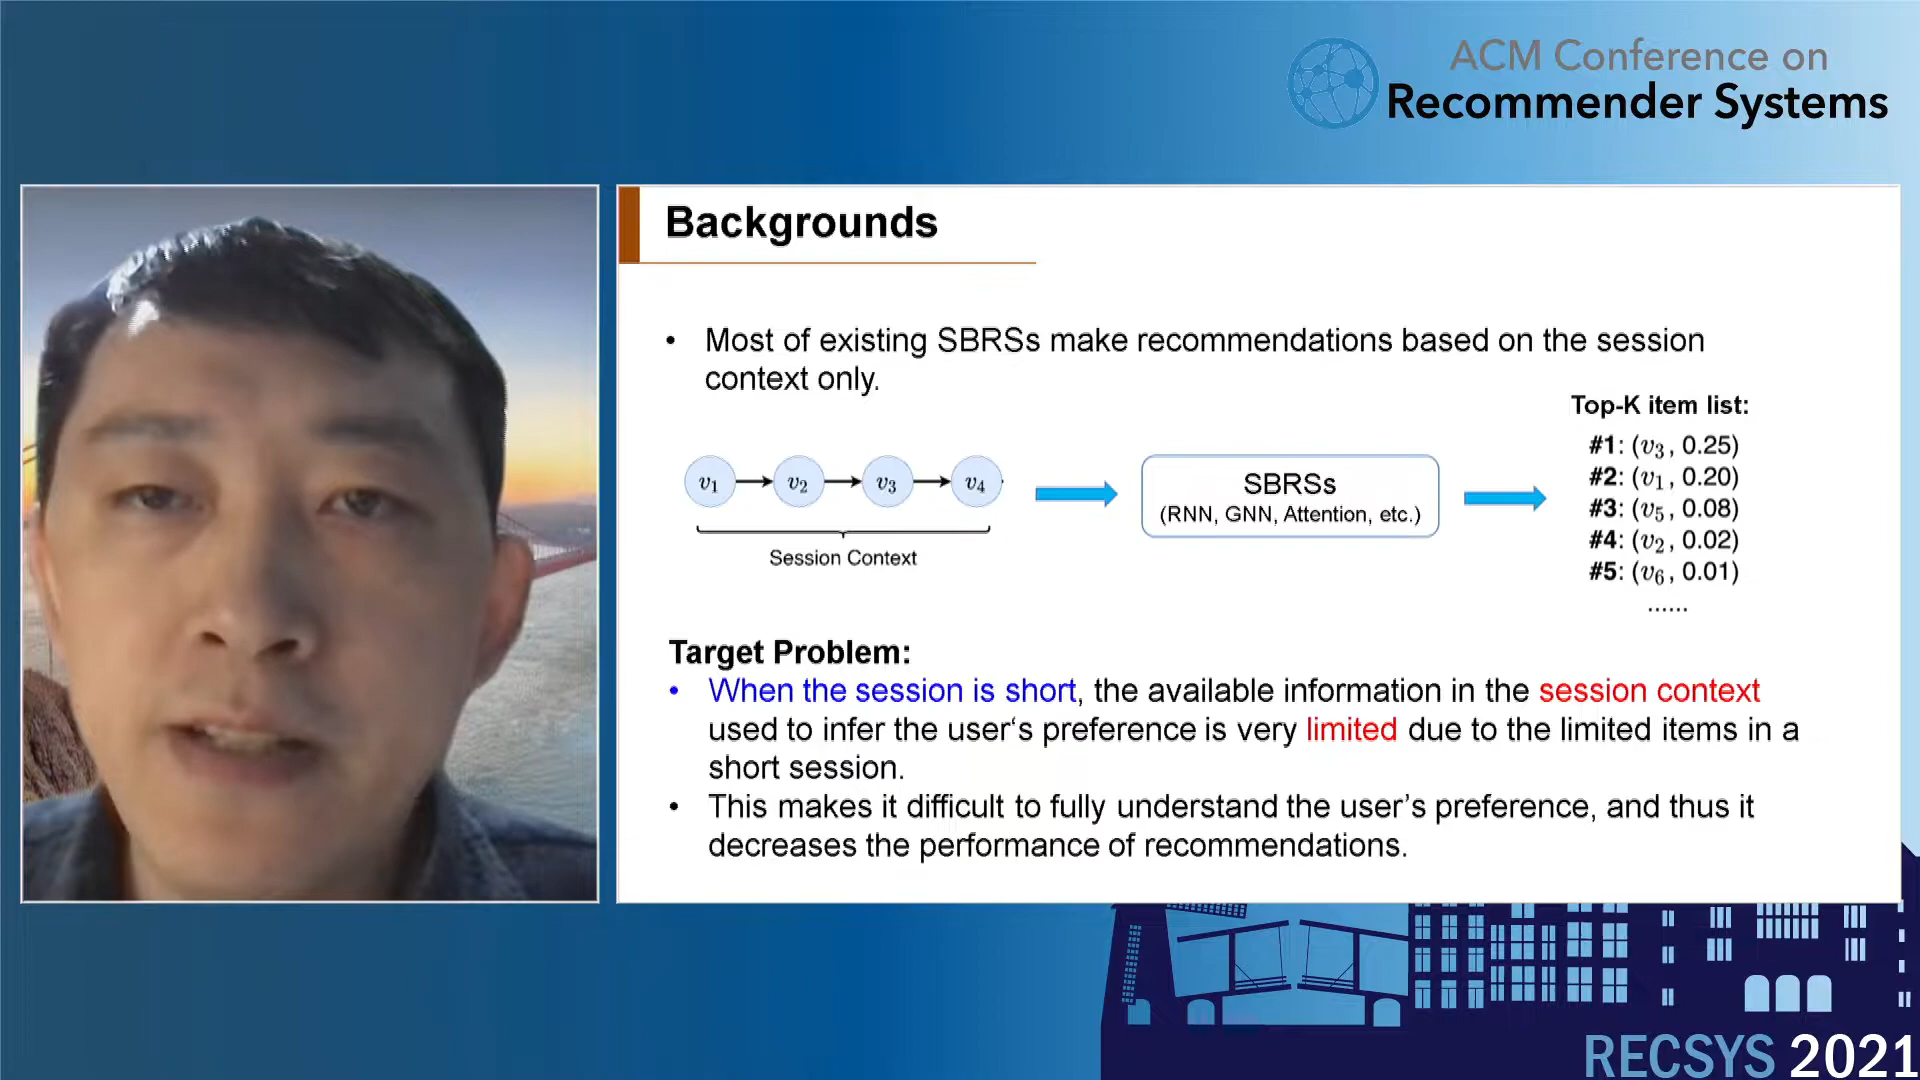 ACM Conference on
Recommender Systems
Backgrounds
• Most of existing SBRSs make recommendations based on the session
context only.
Top-K item list:
#1: (v3, 0.25)
#2: (v1, 0.20)
#3: (v5, 0.08)
#4: (v2, 0.02)
#5: (v6, 0.01)
......
v1 v2 v3 v4
Session Context
SBRSs
(RNN, GNN, Attention, etc.)
Target Problem:
• When the session is short, the available information in the session context
used to infer the user‘s preference is very limited due to the limited items in a
short session.
• This makes it difficult to fully understand the user’s preference, and thus it
decreases the performance of recommendations.
RECSYS 2021